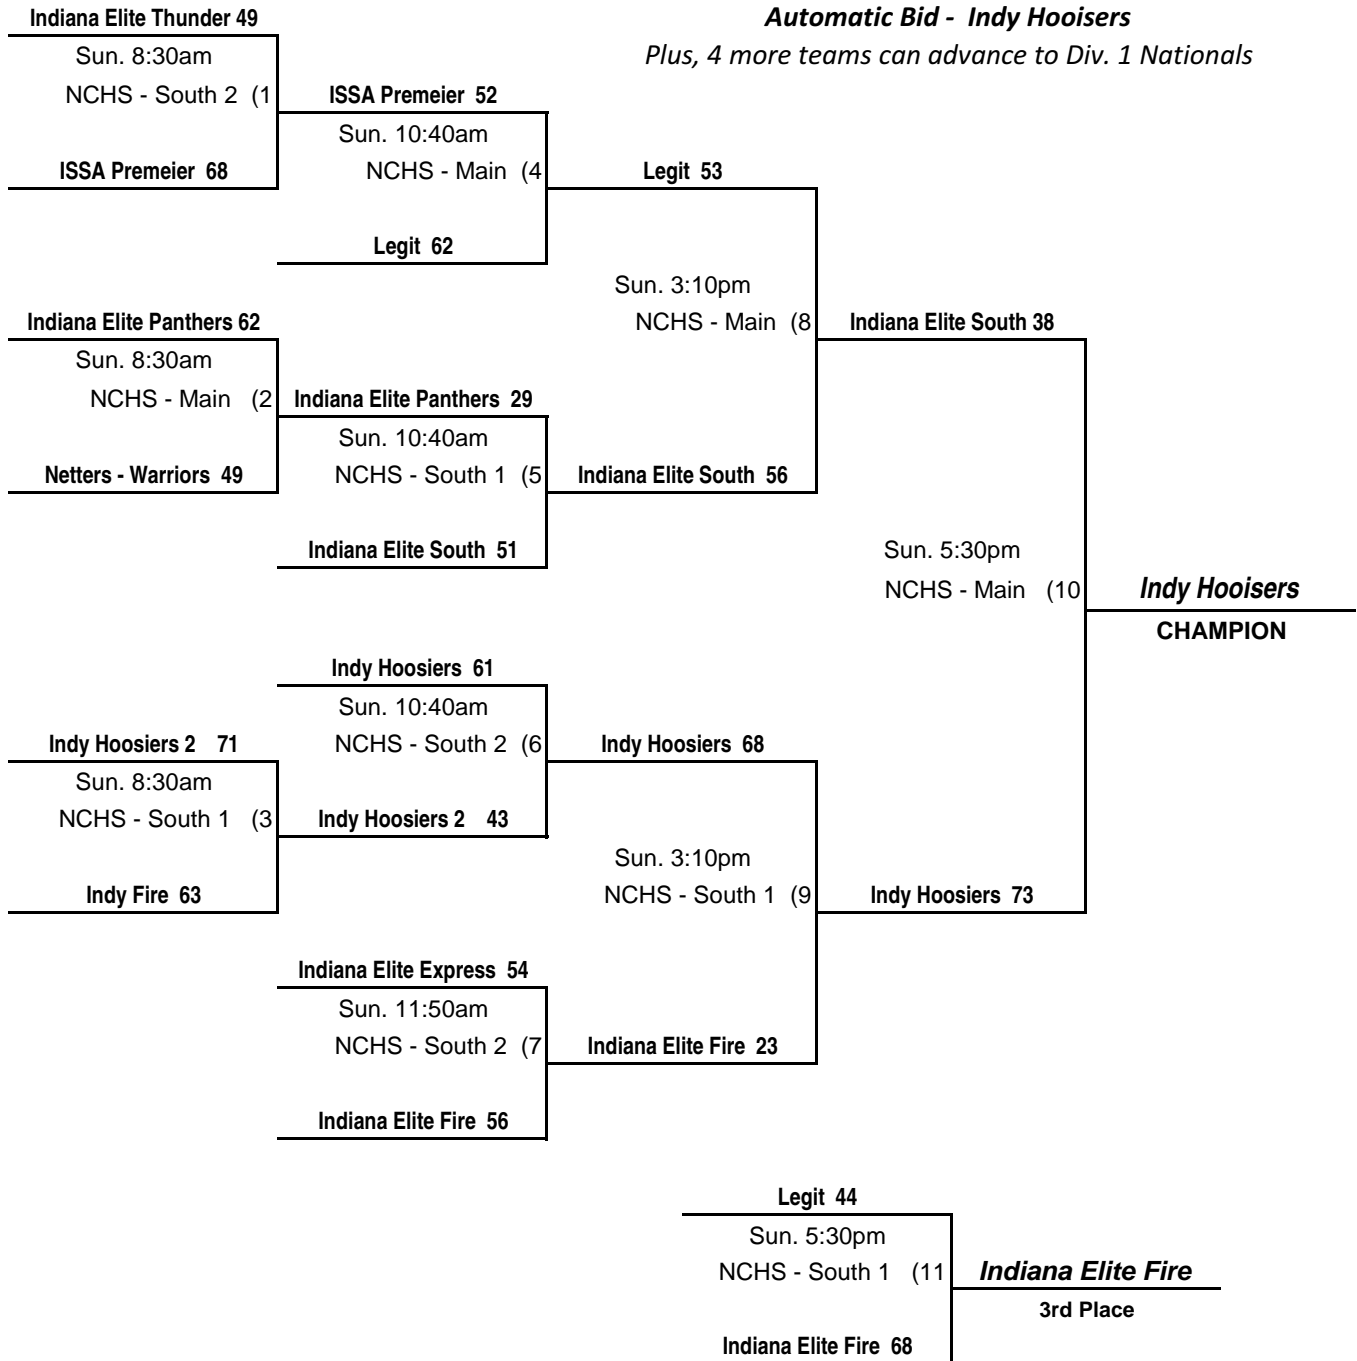 Indiana Elite Thunder 49
Automatic Bid - Indy Hooisers
Sun. 8:30am
Plus, 4 more teams can advance to Div. 1 Nationals
NCHS - South 2 (1
ISSA Premeier 52
Sun. 10:40am
ISSA Premeier 68
NCHS - Main (4
Legit 53
Legit 62
Sun. 3:10pm
Indiana Elite Panthers 62
NCHS - Main (8
Indiana Elite South 38
Sun. 8:30am
NCHS - Main (2
Indiana Elite Panthers 29
Sun. 10:40am
Netters - Warriors 49
NCHS - South 1 (5
Indiana Elite South 56
Indiana Elite South 51
Sun. 5:30pm
NCHS - Main (10
Indy Hooisers
CHAMPION
Indy Hoosiers 61
Sun. 10:40am
Indy Hoosiers 2 71
NCHS - South 2 (6
Indy Hoosiers 68
Sun. 8:30am
NCHS - South 1 (3
Indy Hoosiers 2 43
Sun. 3:10pm
Indy Fire 63
NCHS - South 1 (9
Indy Hoosiers 73
Indiana Elite Express 54
Sun. 11:50am
NCHS - South 2 (7
Indiana Elite Fire 23
Indiana Elite Fire 56
Legit 44
Sun. 5:30pm
NCHS - South 1 (11
Indiana Elite Fire
3rd Place
Indiana Elite Fire 68